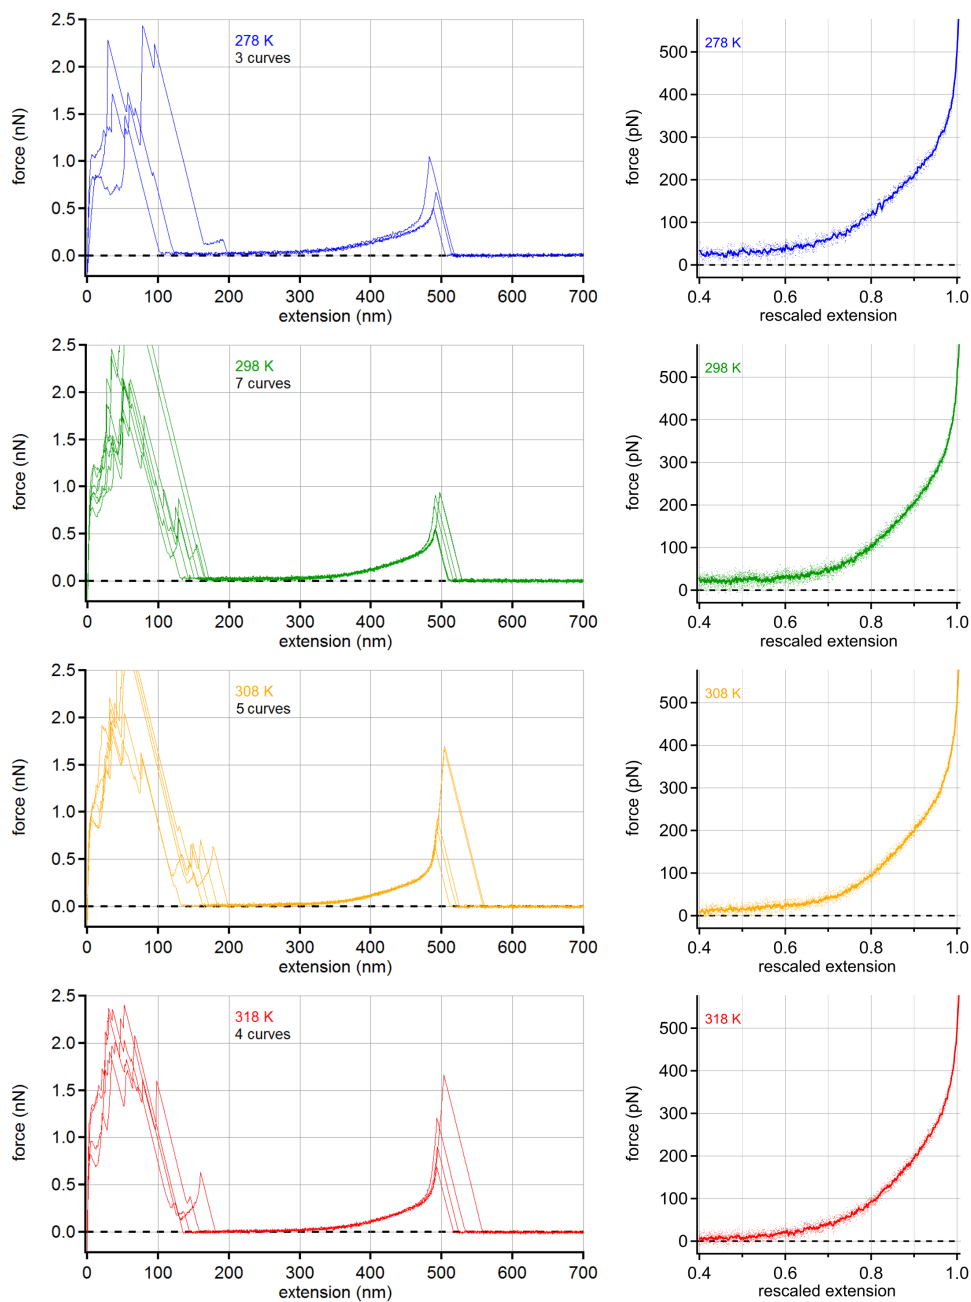 2.5
2.0
1.5
1.0
0.5
0.0
force (nN)
278 K
3 curves
0 100 200 300 400 500 600 700
extension (nm)
500
400
300
200
100
0
force (pN)
278 K
0.4 0.6 0.8 1.0
rescaled extension
2.5
2.0
1.5
1.0
0.5
0.0
force (nN)
298 K
7 curves
0 100 200 300 400 500 600 700
extension (nm)
500
400
300
200
100
0
force (pN)
298 K
0.4 0.6 0.8 1.0
rescaled extension
2.5
2.0
1.5
1.0
0.5
0.0
force (nN)
308 K
5 curves
0 100 200 300 400 500 600 700
extension (nm)
500
400
300
200
100
0
force (pN)
308 K
0.4 0.6 0.8 1.0
rescaled extension
2.5
2.0
1.5
1.0
0.5
0.0
force (nN)
318 K
4 curves
0 100 200 300 400 500 600 700
extension (nm)
500
400
300
200
100
0
force (pN)
318 K
0.4 0.6 0.8 1.0
rescaled extension